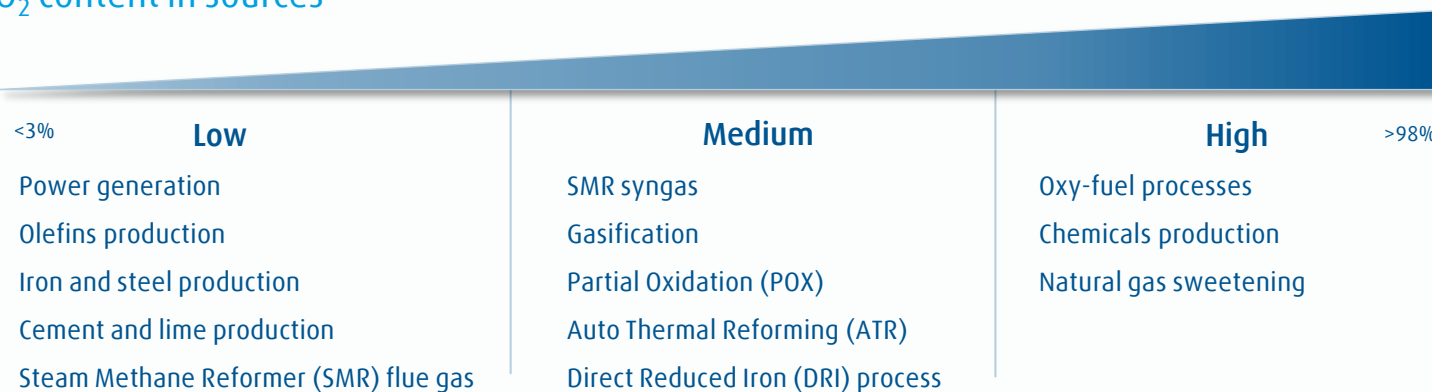 O₂ content in sources
<3% Low Medium High >98%
Power generation SMR syngas Oxy-fuel processes
Olefins production Gasification Chemicals production
Iron and steel production Partial Oxidation (POX) Natural gas sweetening
Cement and lime production Auto Thermal Reforming (ATR)
Steam Methane Reformer (SMR) flue gas Direct Reduced Iron (DRI) process